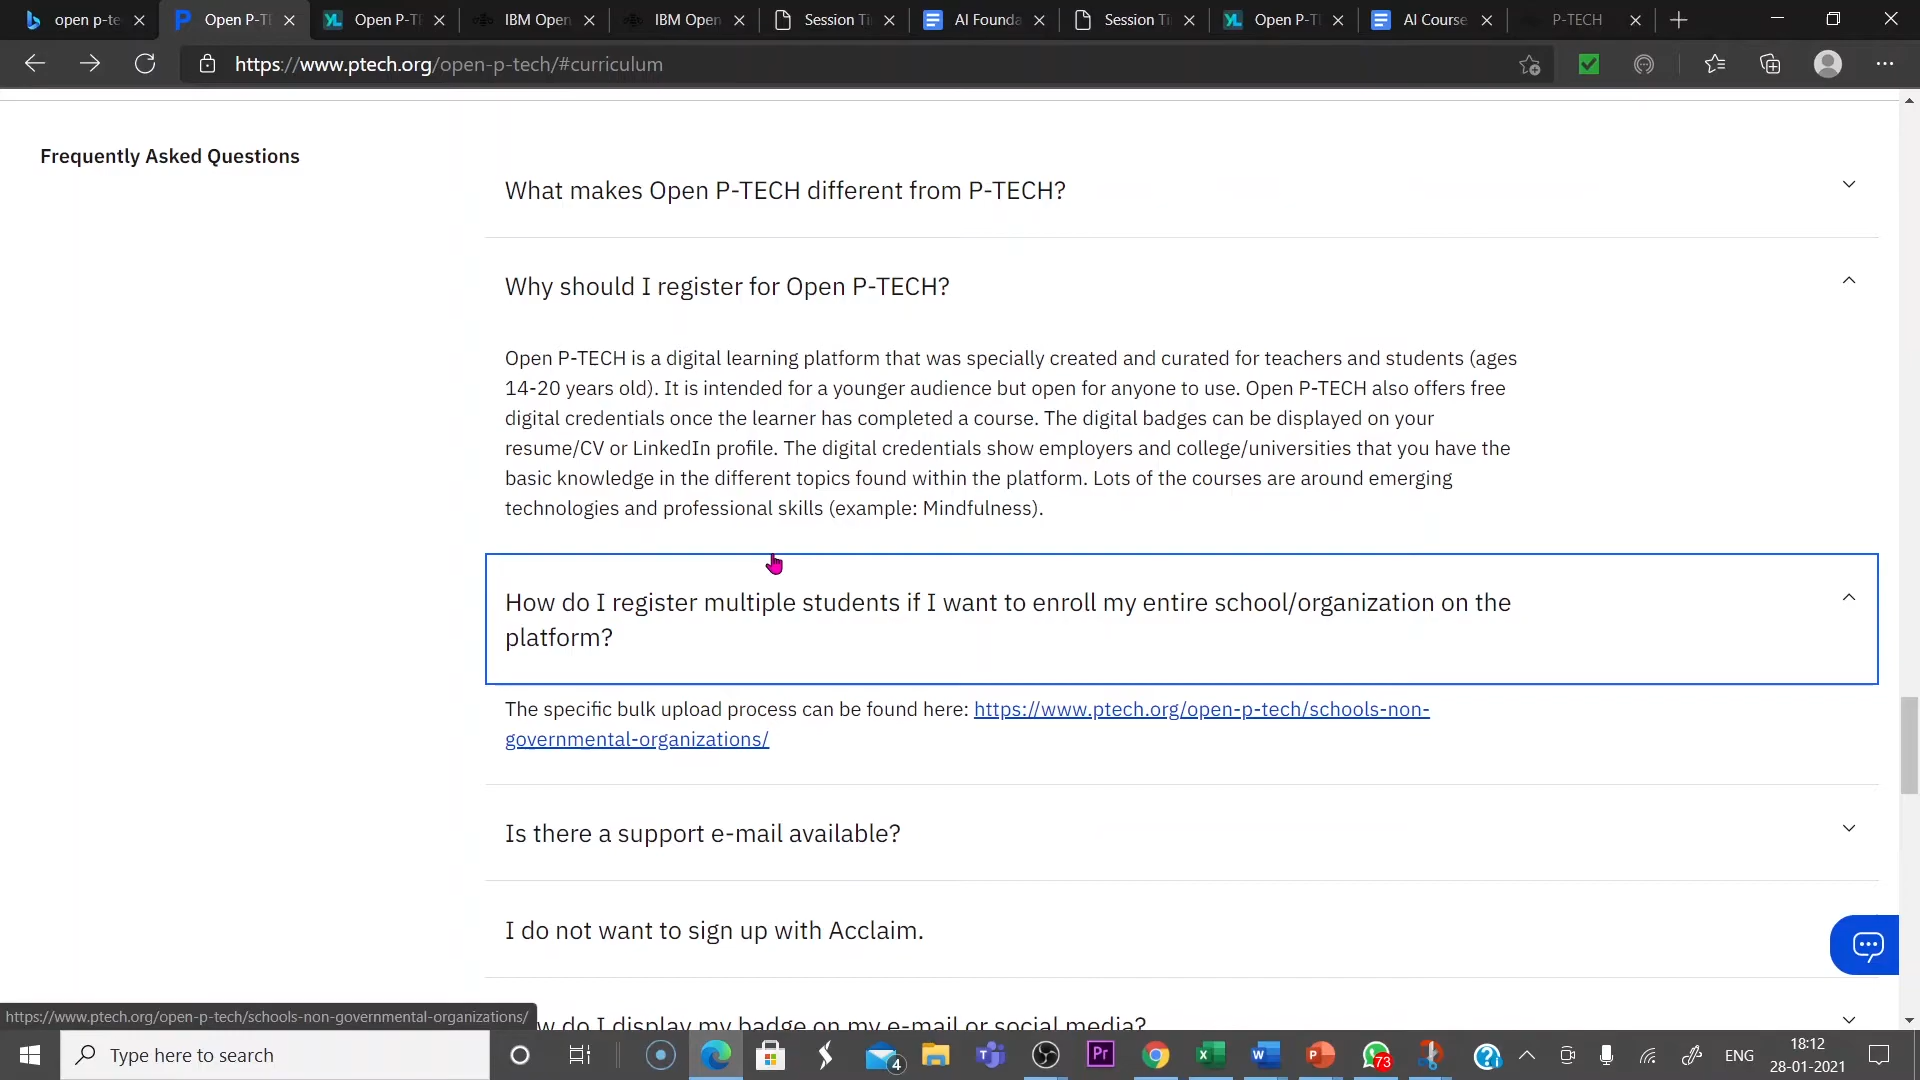 open p-te
Open P-TE
Open P-TE
IBM Open
IBM Open
Session Ti
AI Founda
Session Ti
Open P-TE
AI Course
P-TECH
https://www.ptech.org/open-p-tech/#curriculum
Frequently Asked Questions
What makes Open P-TECH different from P-TECH?
Why should I register for Open P-TECH?
Open P-TECH is a digital learning platform that was specially created and curated for teachers and students (ages
14-20 years old). It is intended for a younger audience but open for anyone to use. Open P-TECH also offers free
digital credentials once the learner has completed a course. The digital badges can be displayed on your
resume/CV or LinkedIn profile. The digital credentials show employers and college/universities that you have the
basic knowledge in the different topics found within the platform. Lots of the courses are around emerging
technologies and professional skills (example: Mindfulness).
How do I register multiple students if I want to enroll my entire school/organization on the
platform?
The specific bulk upload process can be found here: https://www.ptech.org/open-p-tech/schools-non-
governmental-organizations/
Is there a support e-mail available?
I do not want to sign up with Acclaim.
w do I display my badge on my e-mail or social media?
https://www.ptech.org/open-p-tech/schools-non-governmental-organizations/
Type here to search
4
73
ENG
18:12
28-01-2021